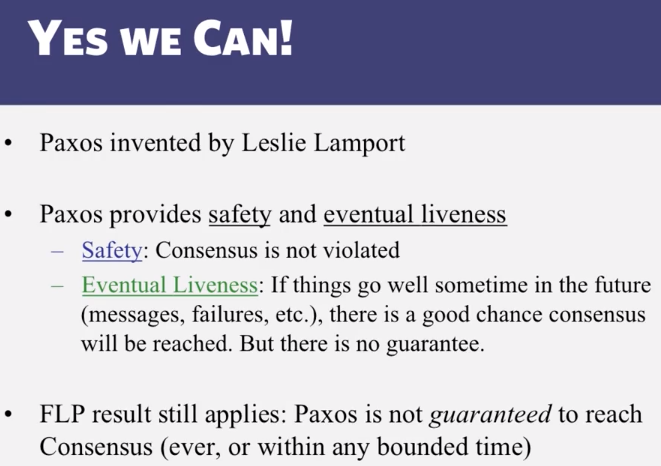 YES WE CAN!
• Paxos invented by Leslie Lamport
• Paxos provides safety and eventual liveness
– Safety: Consensus is not violated
– Eventual Liveness: If things go well sometime in the future
(messages, failures, etc.), there is a good chance consensus
will be reached. But there is no guarantee.
• FLP result still applies: Paxos is not guaranteed to reach
Consensus (ever, or within any bounded time)